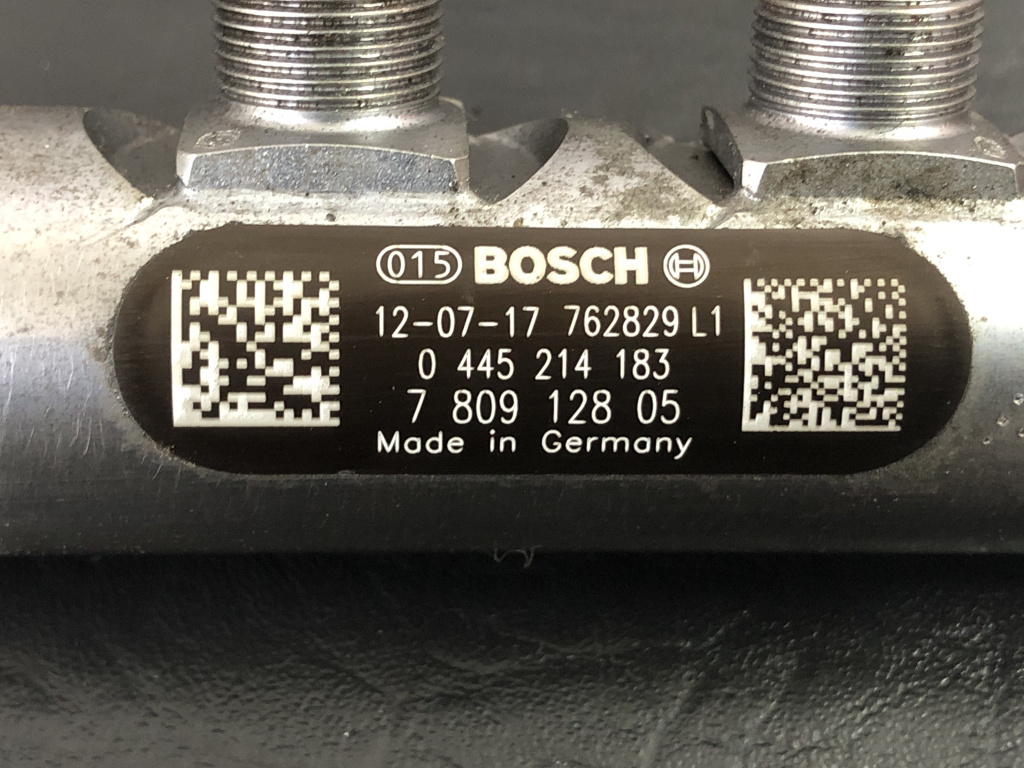 015 BOSCH
12-07-17 762829 L1
0 445 214 183
7 809 128 05
Made in Germany